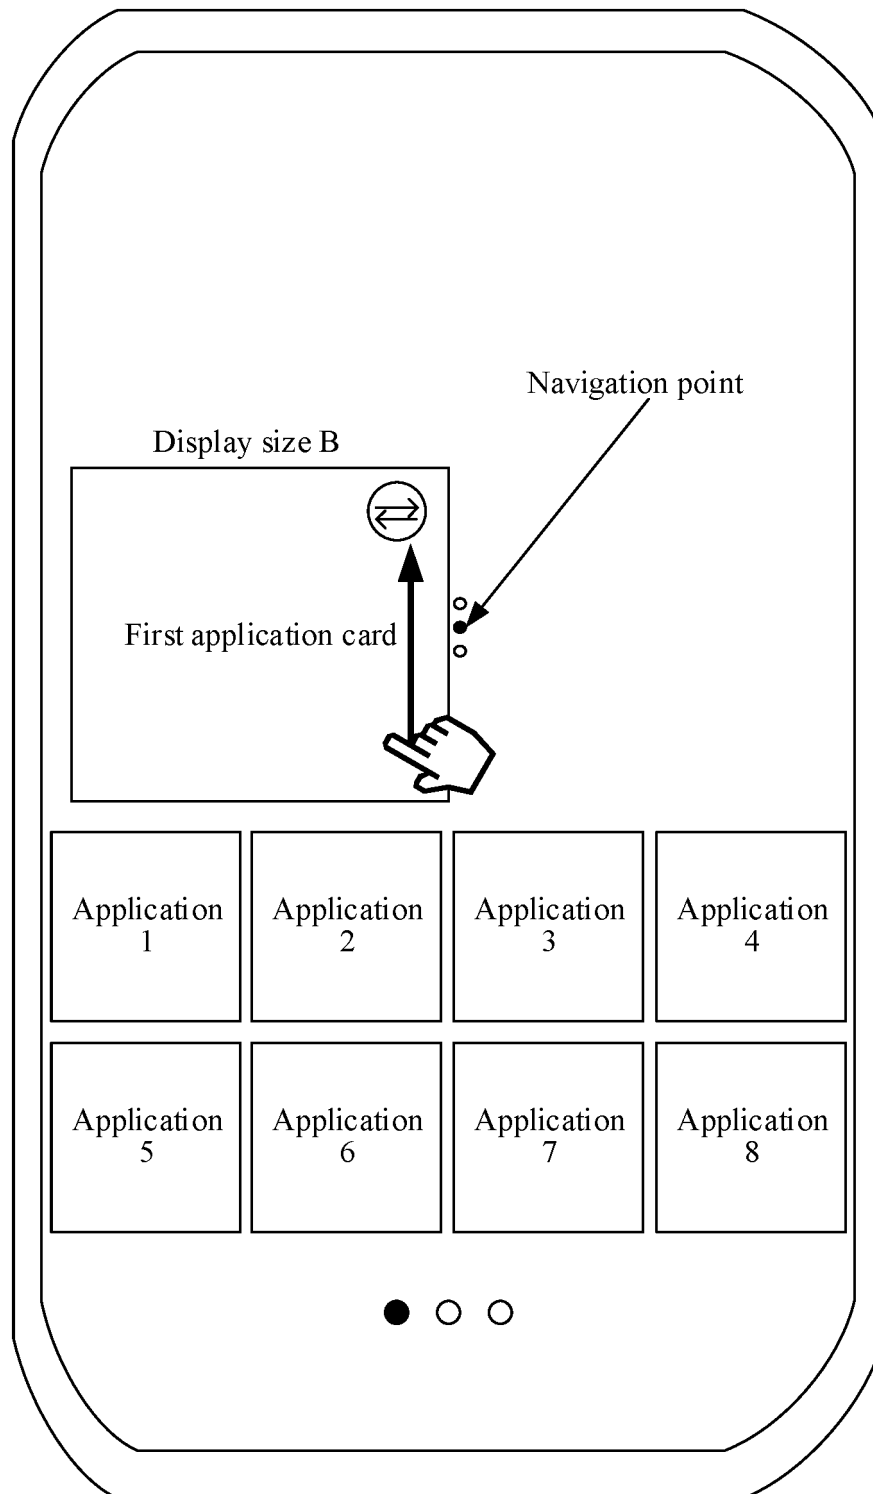 Navigation point
Display size B
First application card
Application
1
Application
2
Application
3
Application
4
Application
5
Application
6
Application
7
Application
8